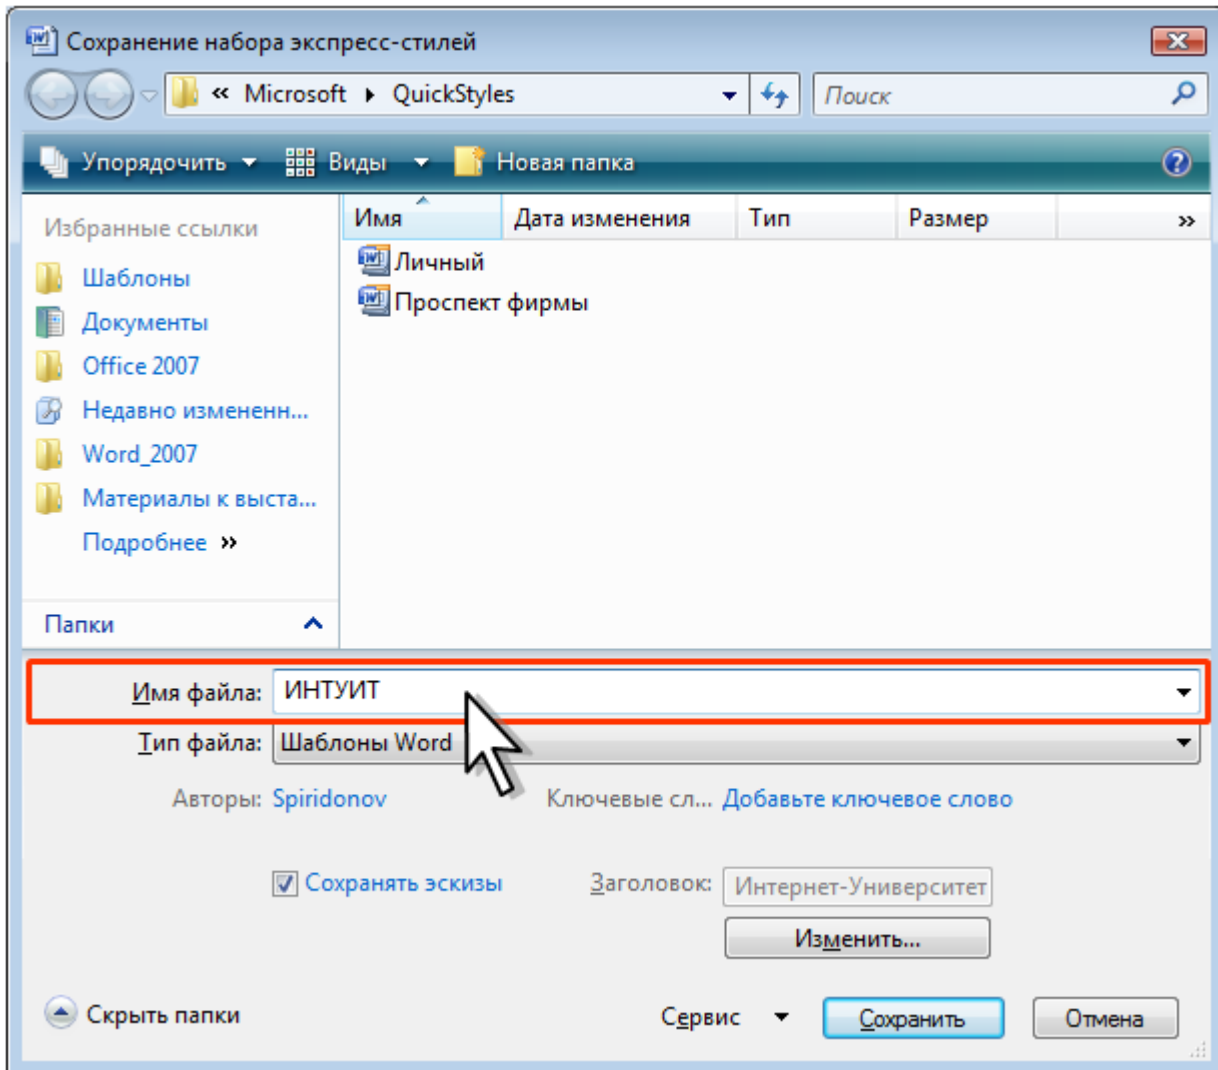 Сохранение набора экспресс-стилей
« Microsoft ▸ QuickStyles
Поиск
Упорядочить
Виды
Новая папка
Избранные ссылки
Шаблоны
Документы
Office 2007
Недавно измененн...
Word_2007
Материалы к выста...
Подробнее »
Папки
Имя Дата изменения Тип Размер »
Личный
Проспект фирмы
Имя файла: ИНТУИТ
Тип файла: Шаблоны Word
Авторы: Spiridonov Ключевые сл... Добавьте ключевое слово
Сохранять эскизы Заголовок: Интернет-Университет
Изменить...
Скрыть папки Сервис Сохранить Отмена